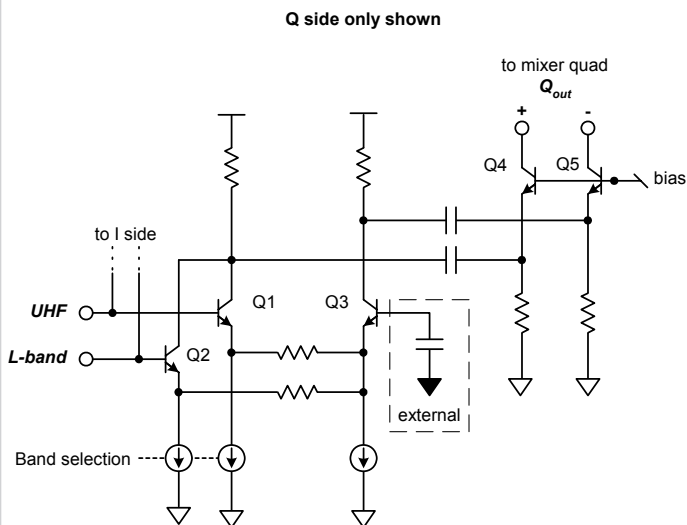 Q side only shown
to mixer quad
Qout
+ -
Q4 Q5
bias
to I side
UHF
Q1 Q3
L-band
Q2
external
Band selection